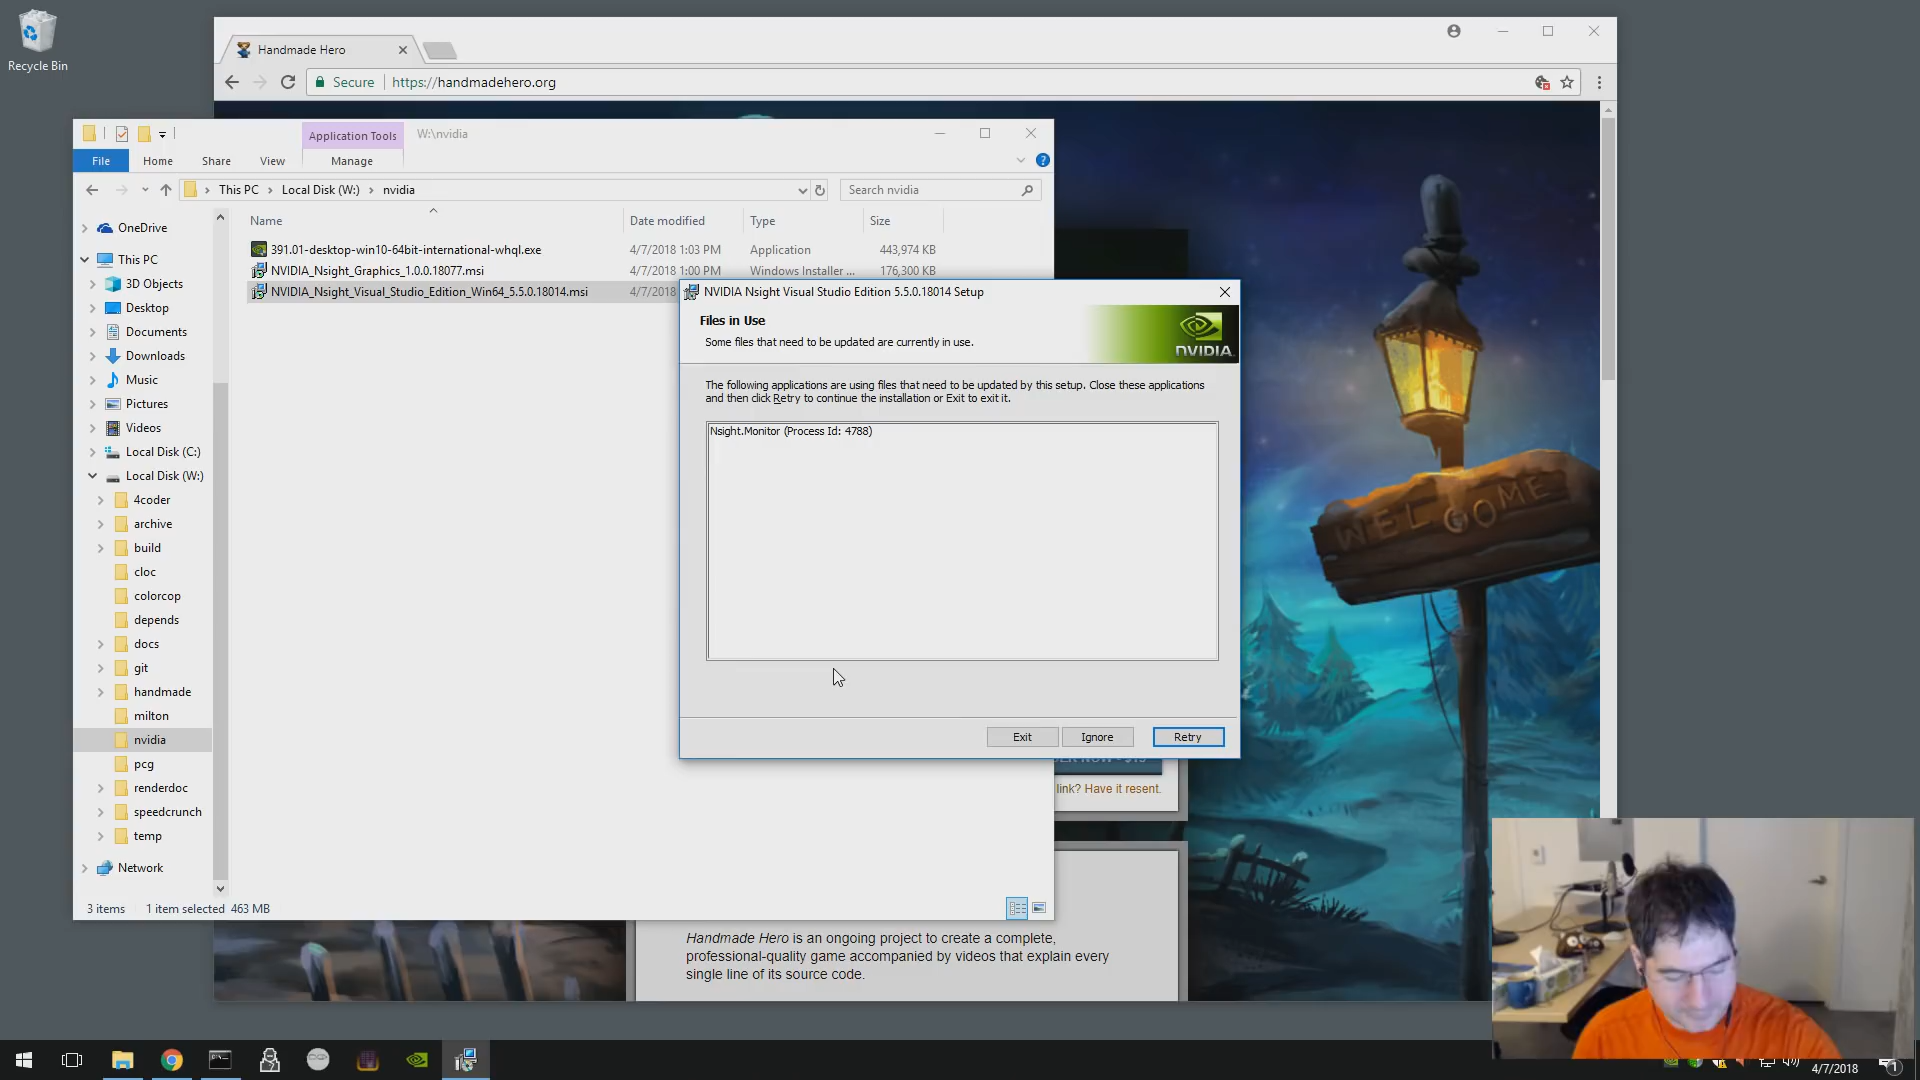 Recycle Bin
Handmade Hero
Secure
https://handmadehero.org
Application Tools
W:\nvidia
File
Home
Share
View
Manage
This PC
Local Disk (W:)
nvidia
Search nvidia
Name
Date modified
Type
Size
391.01-desktop-win10-64bit-international-whql.exe
4/7/2018 1:03 PM
Application
443,974 KB
NVIDIA_Nsight_Graphics_1.0.0.18077.msi
4/7/2018 1:00 PM
Windows Installer ...
176,300 KB
NVIDIA_Nsight_Visual_Studio_Edition_Win64_5.5.0.18014.msi
4/7/2018
OneDrive
This PC
3D Objects
Desktop
Documents
Downloads
Music
Pictures
Videos
Local Disk (C:)
Local Disk (W:)
4coder
archive
build
cloc
colorcop
depends
docs
git
handmade
milton
nvidia
pcg
renderdoc
speedcrunch
temp
Network
3 items
1 item selected 463 MB
NVIDIA Nsight Visual Studio Edition 5.5.0.18014 Setup
Files in Use
Some files that need to be updated are currently in use.
NVIDIA.
The following applications are using files that need to be updated by this setup. Close these applications
and then click Retry to continue the installation or Exit to exit it.
Nsight.Monitor (Process Id: 4788)
Exit
Ignore
Retry
link? Have it resent.
WELCOME
Handmade Hero is an ongoing project to create a complete,
professional-quality game accompanied by videos that explain every
single line of its source code.
4/7/2018
1